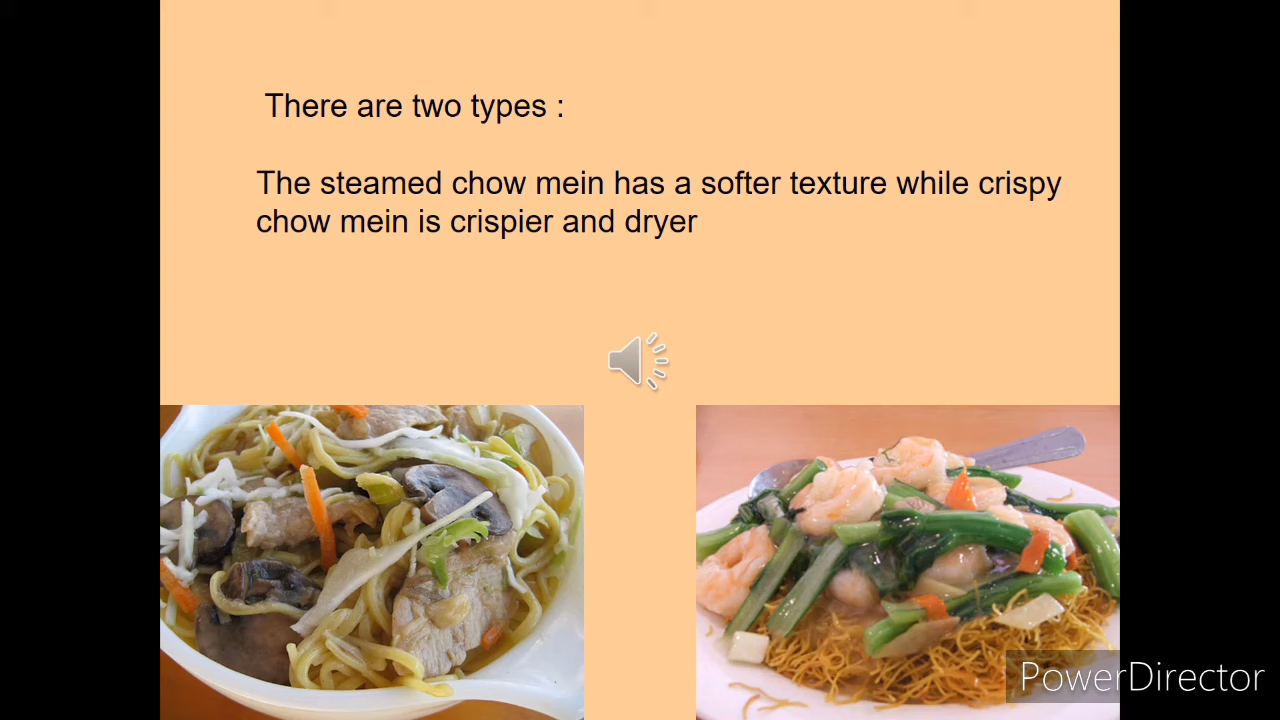 There are two types :
The steamed chow mein has a softer texture while crispy
chow mein is crispier and dryer
PowerDirector